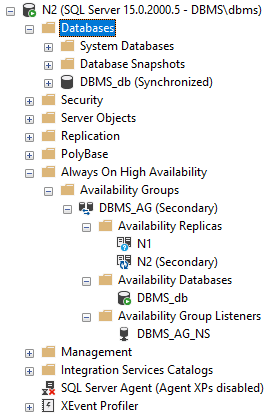 N2 (SQL Server 15.0.2000.5 - DBMS\dbms)
Databases
System Databases
Database Snapshots
DBMS_db (Synchronized)
Security
Server Objects
Replication
PolyBase
Always On High Availability
Availability Groups
DBMS_AG (Secondary)
Availability Replicas
N1
N2 (Secondary)
Availability Databases
DBMS_db
Availability Group Listeners
DBMS_AG_NS
Management
Integration Services Catalogs
SQL Server Agent (Agent XPs disabled)
XEvent Profiler